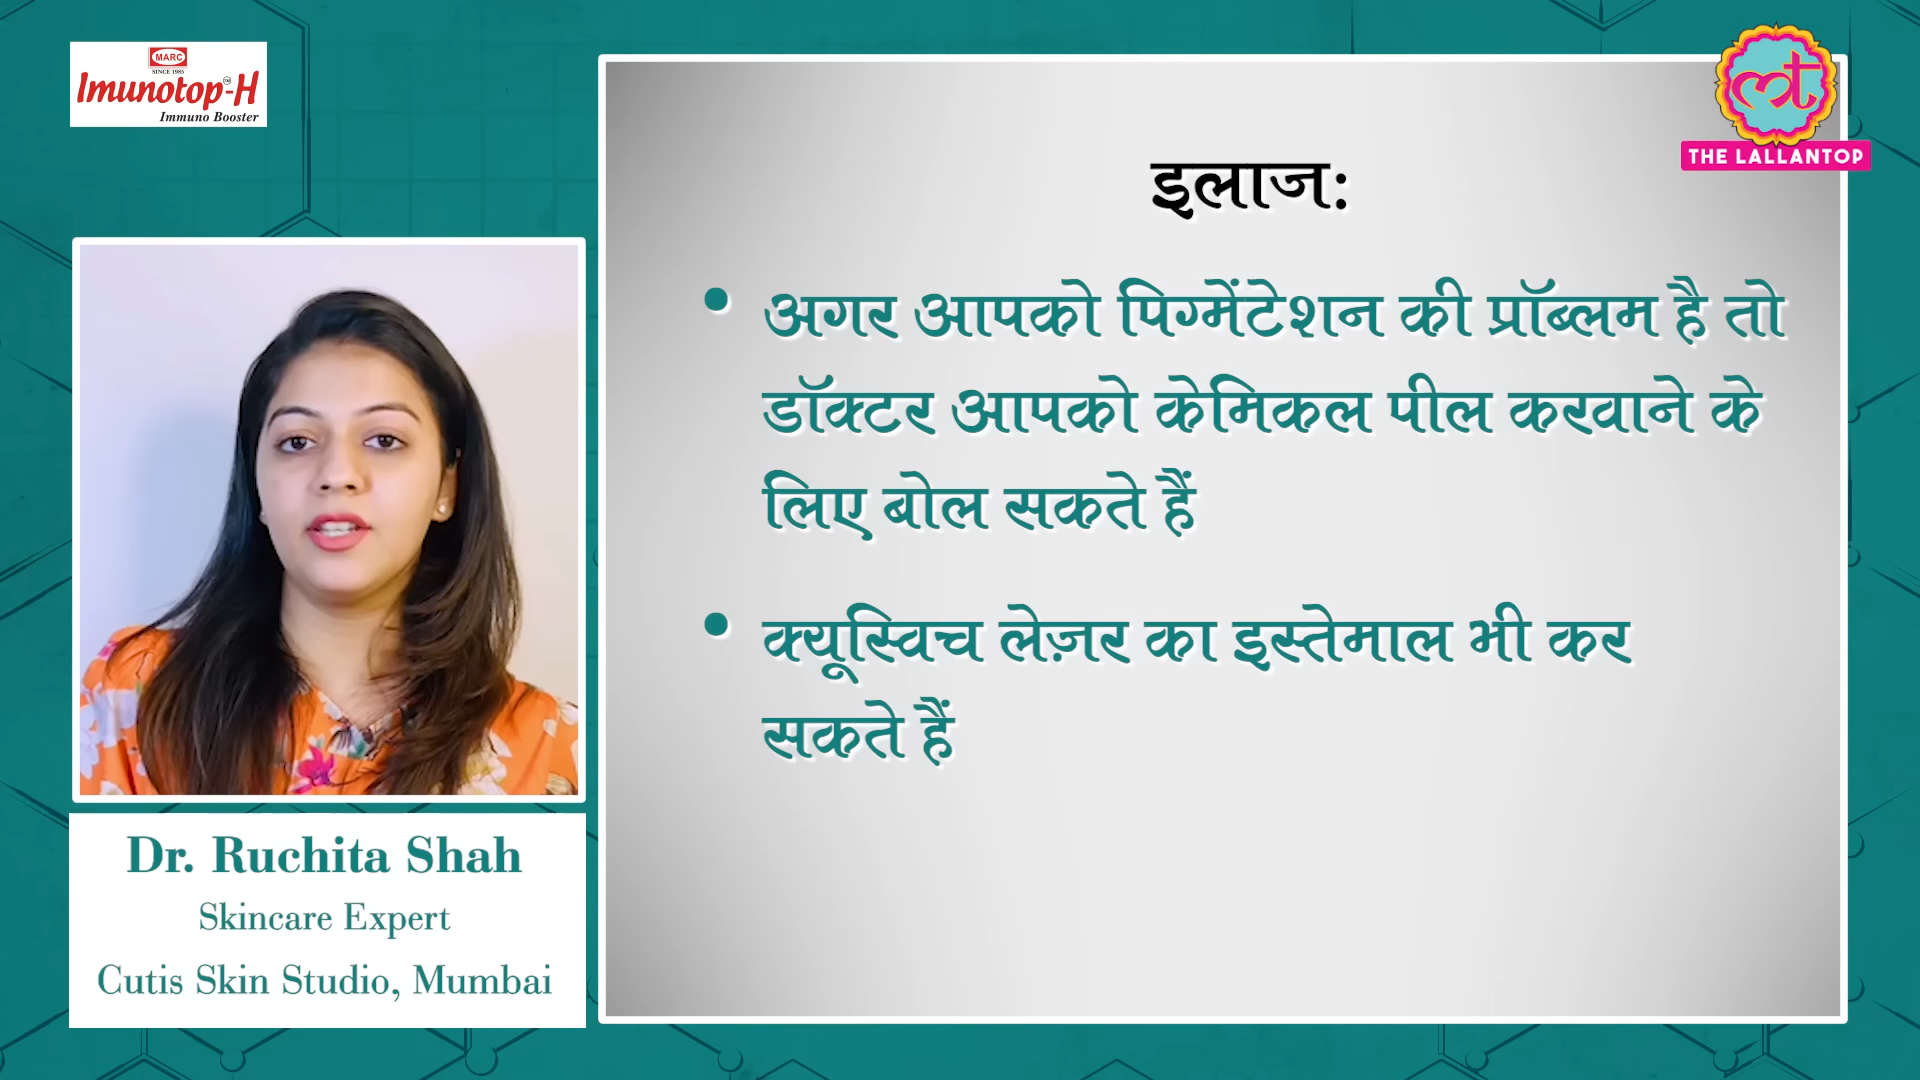 MARC
SINCE 1985
Imunotop-H
TM
Immuno Booster
THE LALLANTOP
इलाज:
• अगर आपको पिग्मेंटेशन की प्रॉब्लम है तो
डॉक्टर आपको केमिकल पील करवाने के
लिए बोल सकते हैं
• क्यूस्विच लेज़र का इस्तेमाल भी कर
सकते हैं
Dr. Ruchita Shah
Skincare Expert
Cutis Skin Studio, Mumbai